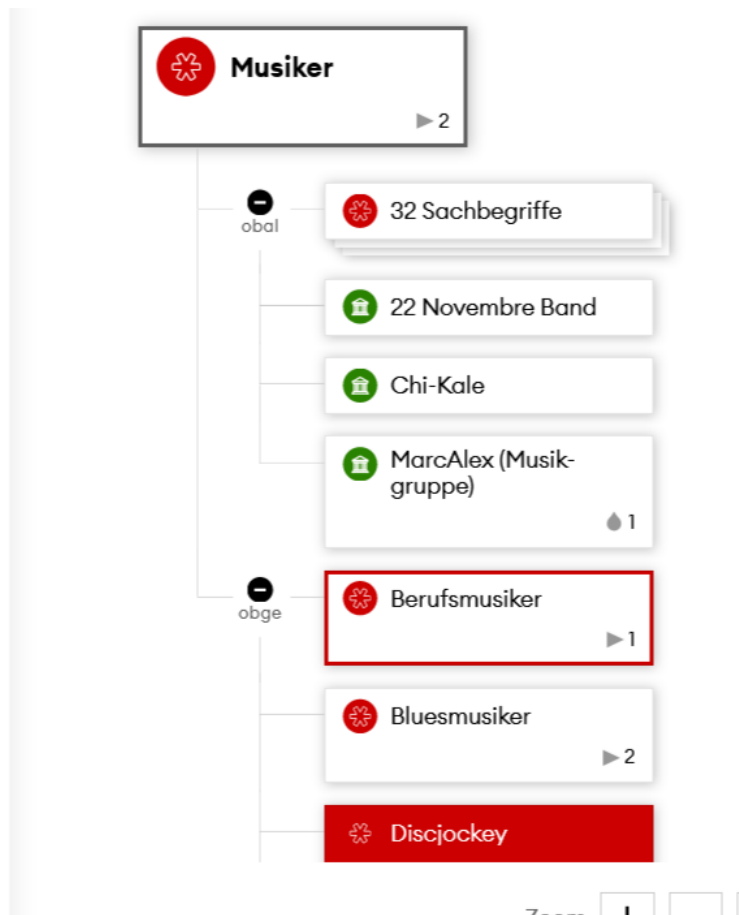 Musiker
▶ 2
obal
32 Sachbegriffe
22 Novembre Band
Chi-Kale
MarcAlex (Musik-
gruppe)
1
obge
Berufsmusiker
▶ 1
Bluesmusiker
▶ 2
Discjockey